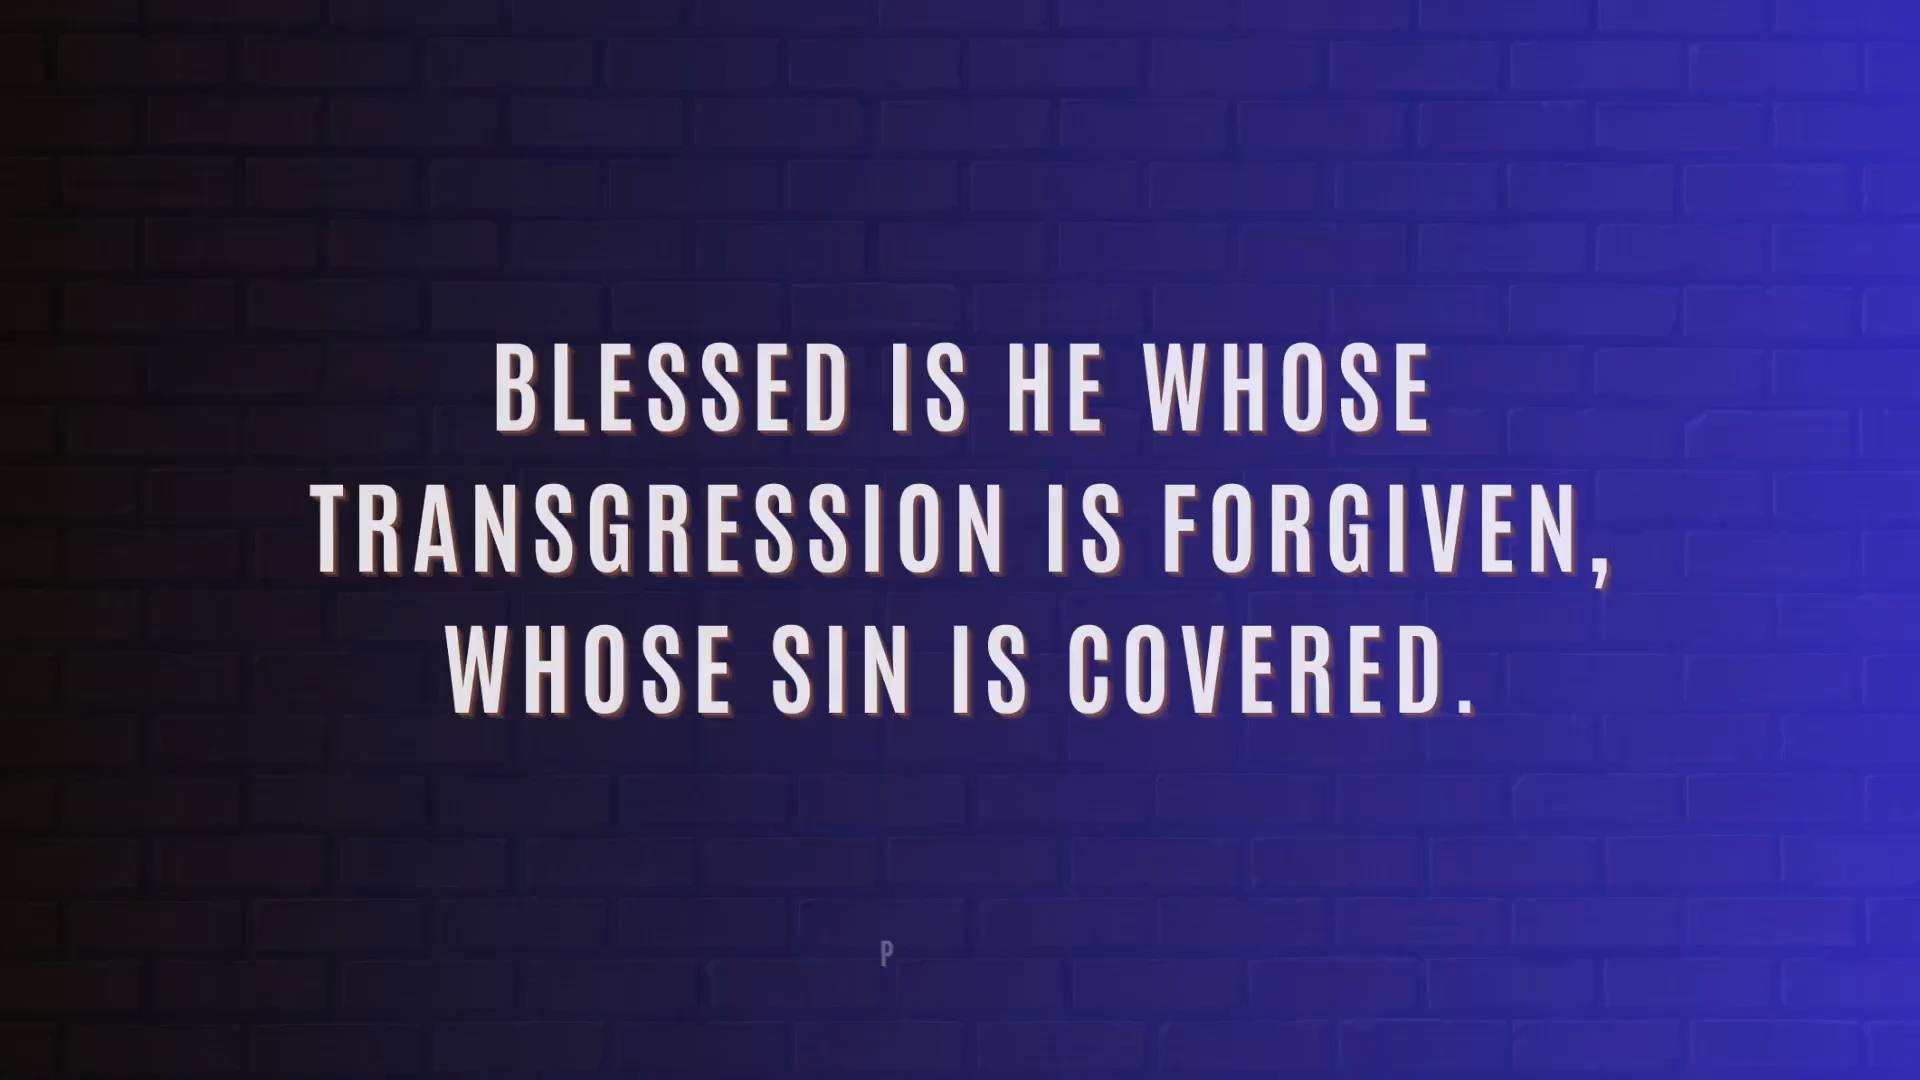 BLESSED IS HE WHOSE
TRANSGRESSION IS FORGIVEN,
WHOSE SIN IS COVERED.
P